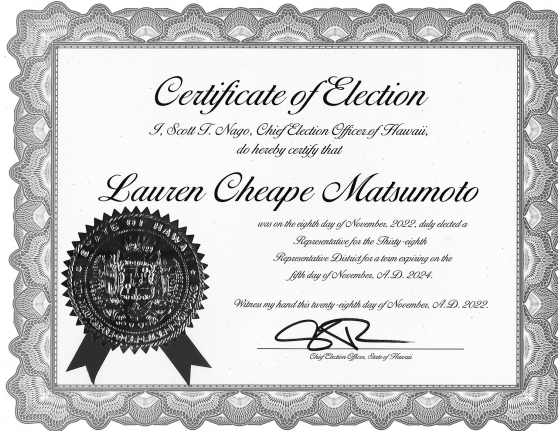 Certificate of Election
I, Scott T. Nago, Chief Election Officer of Hawaii,
do hereby certify that
Lauren Cheape Matsumoto
was on the eighth day of November, 2022, duly elected a
Representative for the Thirty-eighth
Representative District for a term expiring on the
fifth day of November, A.D. 2024.
Witness my hand this twenty-eighth day of November, A.D. 2022.
Chief Election Officer, State of Hawaii
STATE OF HAWAII